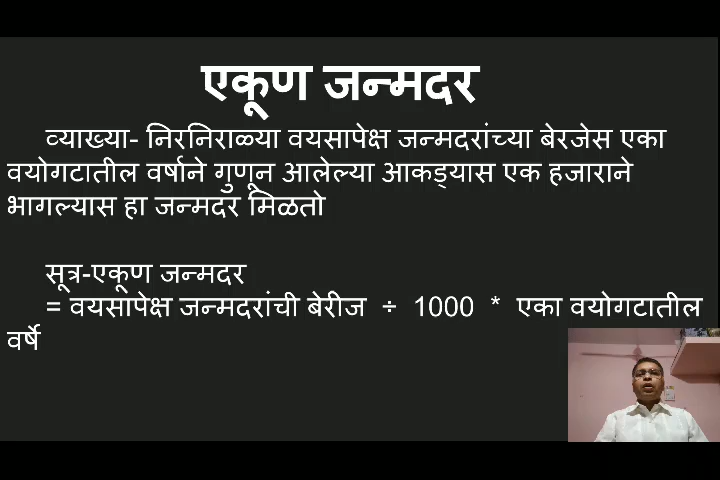 एकूण जन्मदर
व्याख्या- निरनिराळ्या वयसापेक्ष जन्मदरांच्या बेरजेस एका
वयोगटातील वर्षाने गुणून आलेल्या आकड्यास एक हजाराने
भागल्यास हा जन्मदर मिळतो
सूत्र-एकूण जन्मदर
= वयसापेक्ष जन्मदरांची बेरीज ÷ 1000 * एका वयोगटातील
वर्षे